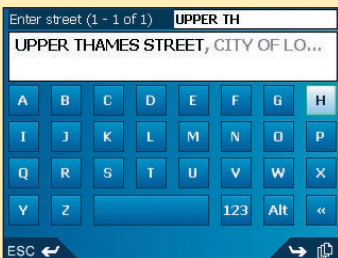 Enter street (1 - 1 of 1) UPPER TH
UPPER THAMES STREET, CITY OF LO...
A B C D E F G H
I J K L M N O P
Q R S T U V W X
Y Z 123 Alt «
ESC